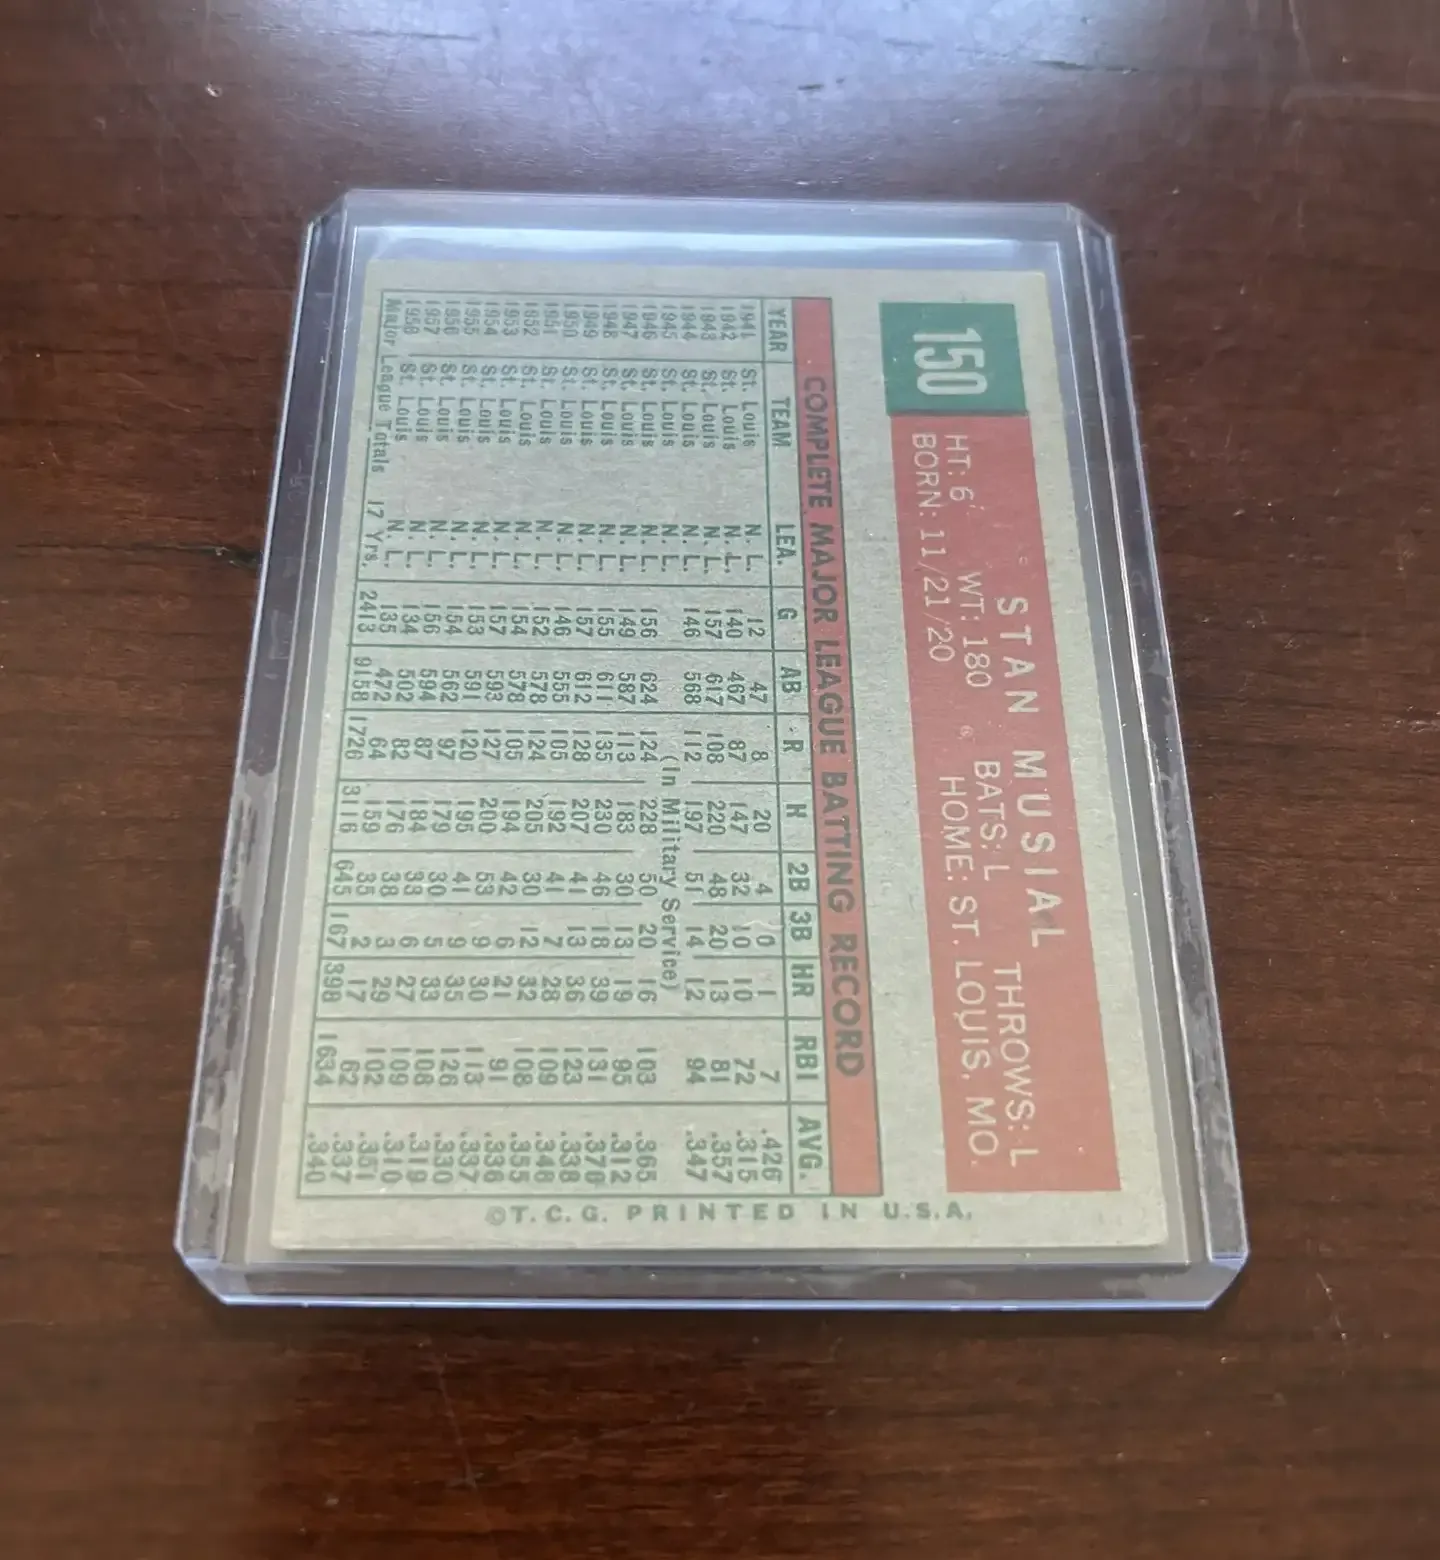 150
STAN MUSIAL
HT: 6' WT: 180 BATS: L THROWS: L
BORN: 11/21/20 HOME: ST. LOUIS, MO.
COMPLETE MAJOR LEAGUE BATTING RECORD
YEAR TEAM LEA. G AB R H 2B 3B HR RBI AVG.
1941 St. Louis N. L. 12 47 8 20 4 0 1 7 .426
1942 St. Louis N. L. 140 467 87 147 32 10 10 72 .315
1943 St. Louis N. L. 157 617 108 220 48 20 13 81 .357
1944 St. Louis N. L. 146 568 112 197 51 14 12 94 .347
1945 St. Louis N. L. (In Military Service)
1946 St. Louis N. L. 156 624 124 228 50 20 16 103 .365
1947 St. Louis N. L. 149 587 113 183 30 13 19 95 .312
1948 St. Louis N. L. 155 611 135 230 46 18 39 131 .376
1949 St. Louis N. L. 157 612 128 207 41 13 36 123 .338
1950 St. Louis N. L. 146 555 105 192 41 7 28 109 .346
1951 St. Louis N. L. 152 578 124 205 30 12 32 108 .355
1952 St. Louis N. L. 154 578 105 194 42 6 21 91 .336
1953 St. Louis N. L. 157 593 127 200 53 9 30 113 .337
1954 St. Louis N. L. 153 591 120 195 41 9 35 126 .330
1955 St. Louis N. L. 154 562 97 179 30 5 33 108 .319
1956 St. Louis N. L. 156 594 87 184 33 6 27 109 .310
1957 St. Louis N. L. 134 502 82 176 38 3 29 102 .351
1958 St. Louis N. L. 135 472 64 159 35 2 17 62 .337
Major League Totals 17 Yrs. 2413 9158 1726 3116 645 167 398 1634 .340
©T.C.G. PRINTED IN U.S.A.